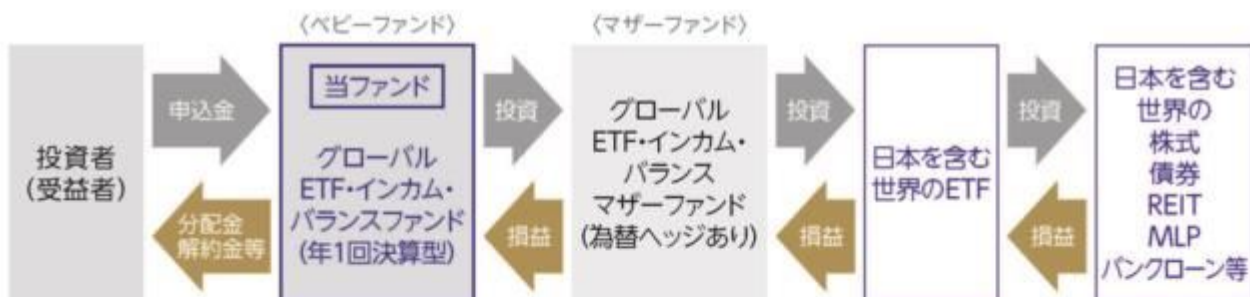 〈ベビーファンド〉
〈マザーファンド〉
投資者
(受益者)
申込金
分配金
解約金等
当ファンド
グローバル
ETF・インカム・
バランスファンド
(年1回決算型)
投資
損益
グローバル
ETF・インカム・
バランス
マザーファンド
(為替ヘッジあり)
投資
損益
日本を含む
世界のETF
投資
損益
日本を含む
世界の
株式
債券
REIT
MLP
バンクローン等